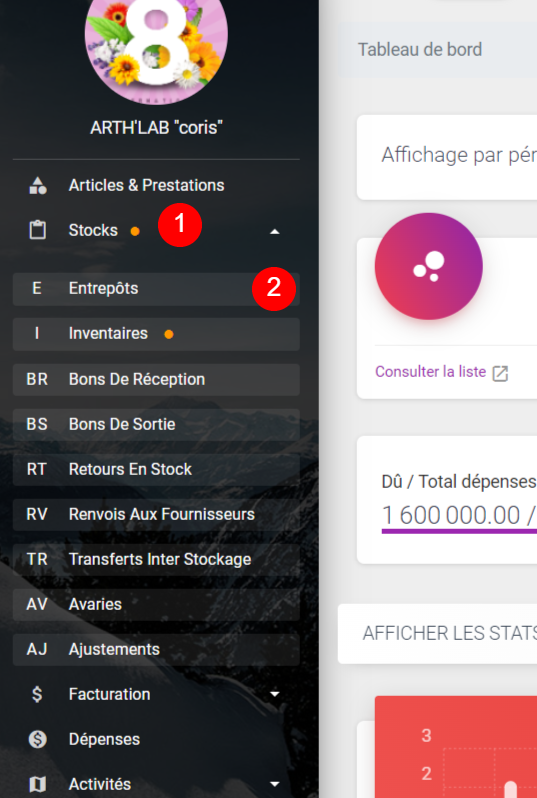 8
ARTH'LAB "coris"
Articles & Prestations
Stocks 1
E Entrepôts 2
I Inventaires
BR Bons De Réception
BS Bons De Sortie
RT Retours En Stock
RV Renvois Aux Fournisseurs
TR Transferts Inter Stockage
AV Avaries
AJ Ajustements
$ Facturation
$ Dépenses
Activités
Tableau de bord
Affichage par pér
Consulter la liste
Dû / Total dépenses
1 600 000.00 /
AFFICHER LES STATS
3
2